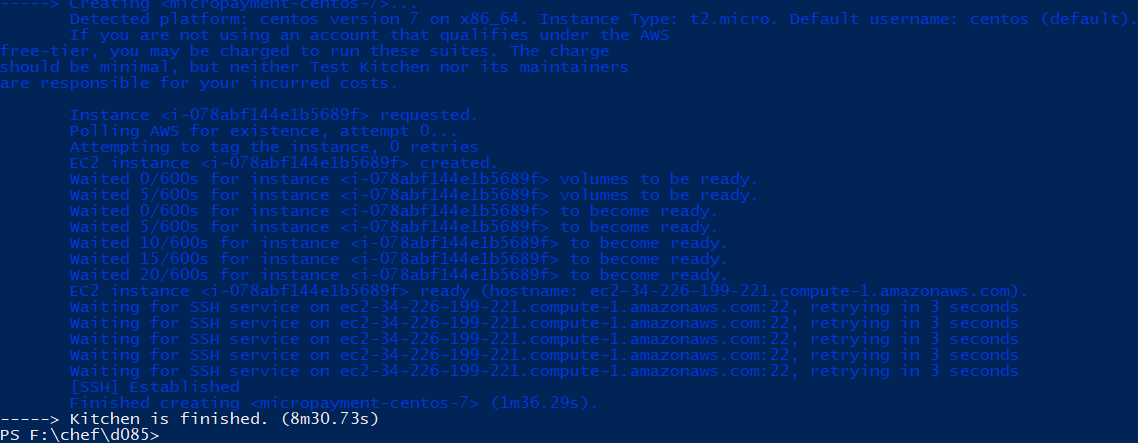 -----> Creating <micropayment-centos-7>...
Detected platform: centos version 7 on x86_64. Instance Type: t2.micro. Default username: centos (default).
If you are not using an account that qualifies under the AWS
free-tier, you may be charged to run these suites. The charge
should be minimal, but neither Test Kitchen nor its maintainers
are responsible for your incurred costs.
Instance <i-078abf144e1b5689f> requested.
Polling AWS for existence, attempt 0...
Attempting to tag the instance, 0 retries
EC2 instance <i-078abf144e1b5689f> created.
Waited 0/600s for instance <i-078abf144e1b5689f> volumes to be ready.
Waited 5/600s for instance <i-078abf144e1b5689f> volumes to be ready.
Waited 0/600s for instance <i-078abf144e1b5689f> to become ready.
Waited 5/600s for instance <i-078abf144e1b5689f> to become ready.
Waited 10/600s for instance <i-078abf144e1b5689f> to become ready.
Waited 15/600s for instance <i-078abf144e1b5689f> to become ready.
Waited 20/600s for instance <i-078abf144e1b5689f> to become ready.
EC2 instance <i-078abf144e1b5689f> ready (hostname: ec2-34-226-199-221.compute-1.amazonaws.com).
Waiting for SSH service on ec2-34-226-199-221.compute-1.amazonaws.com:22, retrying in 3 seconds
Waiting for SSH service on ec2-34-226-199-221.compute-1.amazonaws.com:22, retrying in 3 seconds
Waiting for SSH service on ec2-34-226-199-221.compute-1.amazonaws.com:22, retrying in 3 seconds
Waiting for SSH service on ec2-34-226-199-221.compute-1.amazonaws.com:22, retrying in 3 seconds
Waiting for SSH service on ec2-34-226-199-221.compute-1.amazonaws.com:22, retrying in 3 seconds
[SSH] Established
Finished creating <micropayment-centos-7> (1m36.29s).
-----> Kitchen is finished. (8m30.73s)
PS F:\chef\d085>